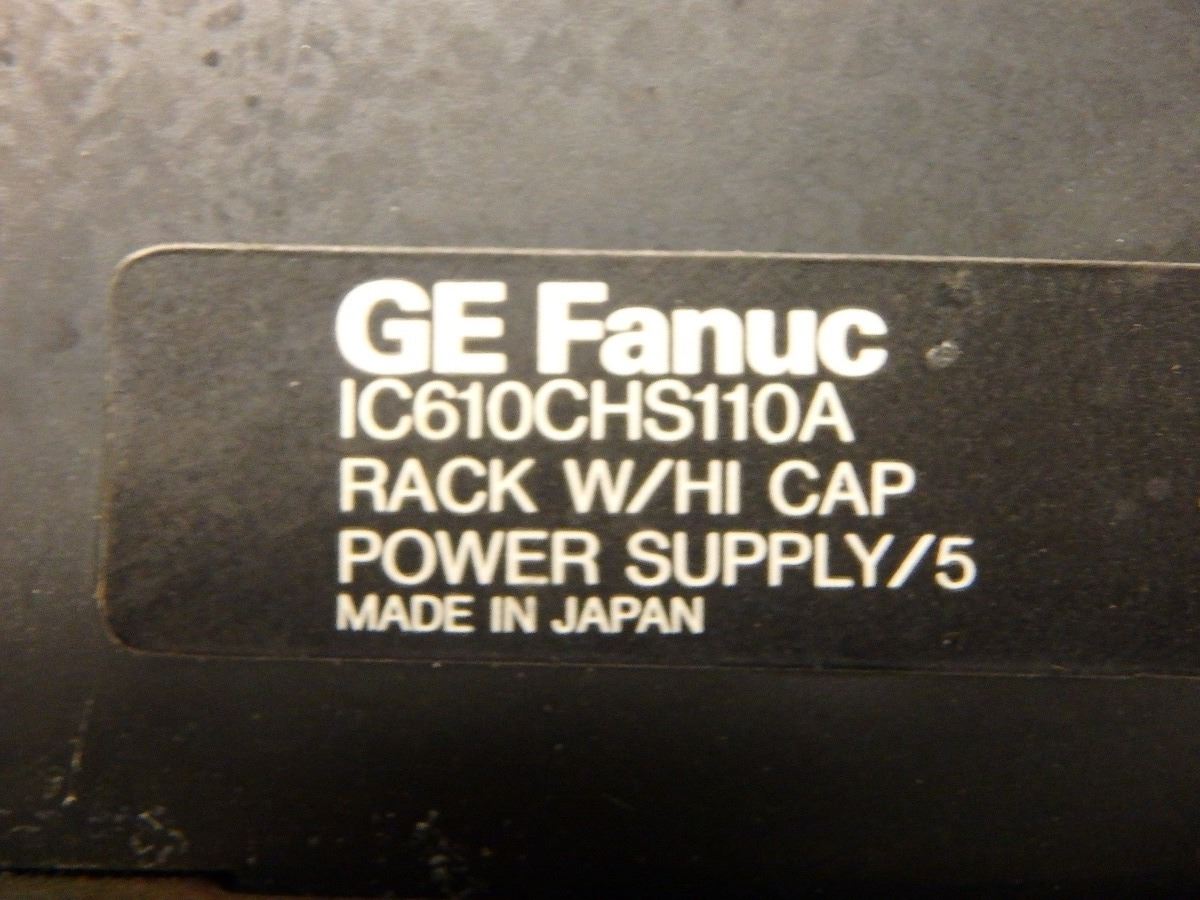 GE Fanuc
IC610CHS110A
RACK W/HI CAP
POWER SUPPLY/5
MADE IN JAPAN